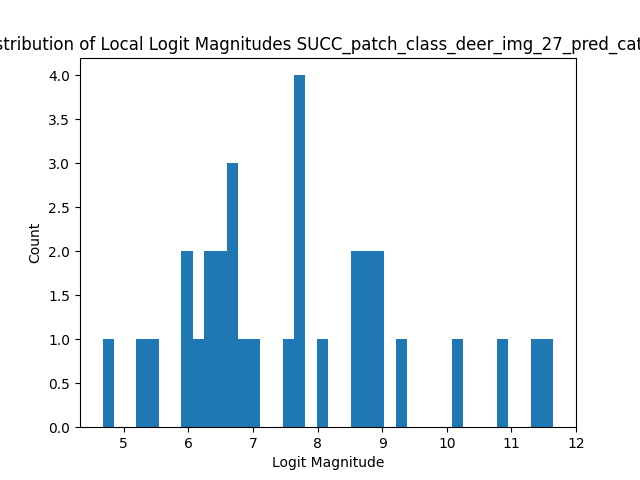 stribution of Local Logit Magnitudes SUCC_patch_class_deer_img_27_pred_cat
4.0
3.5
3.0
2.5
2.0
1.5
1.0
0.5
0.0
Count
5 6 7 8 9 10 11 12
Logit Magnitude